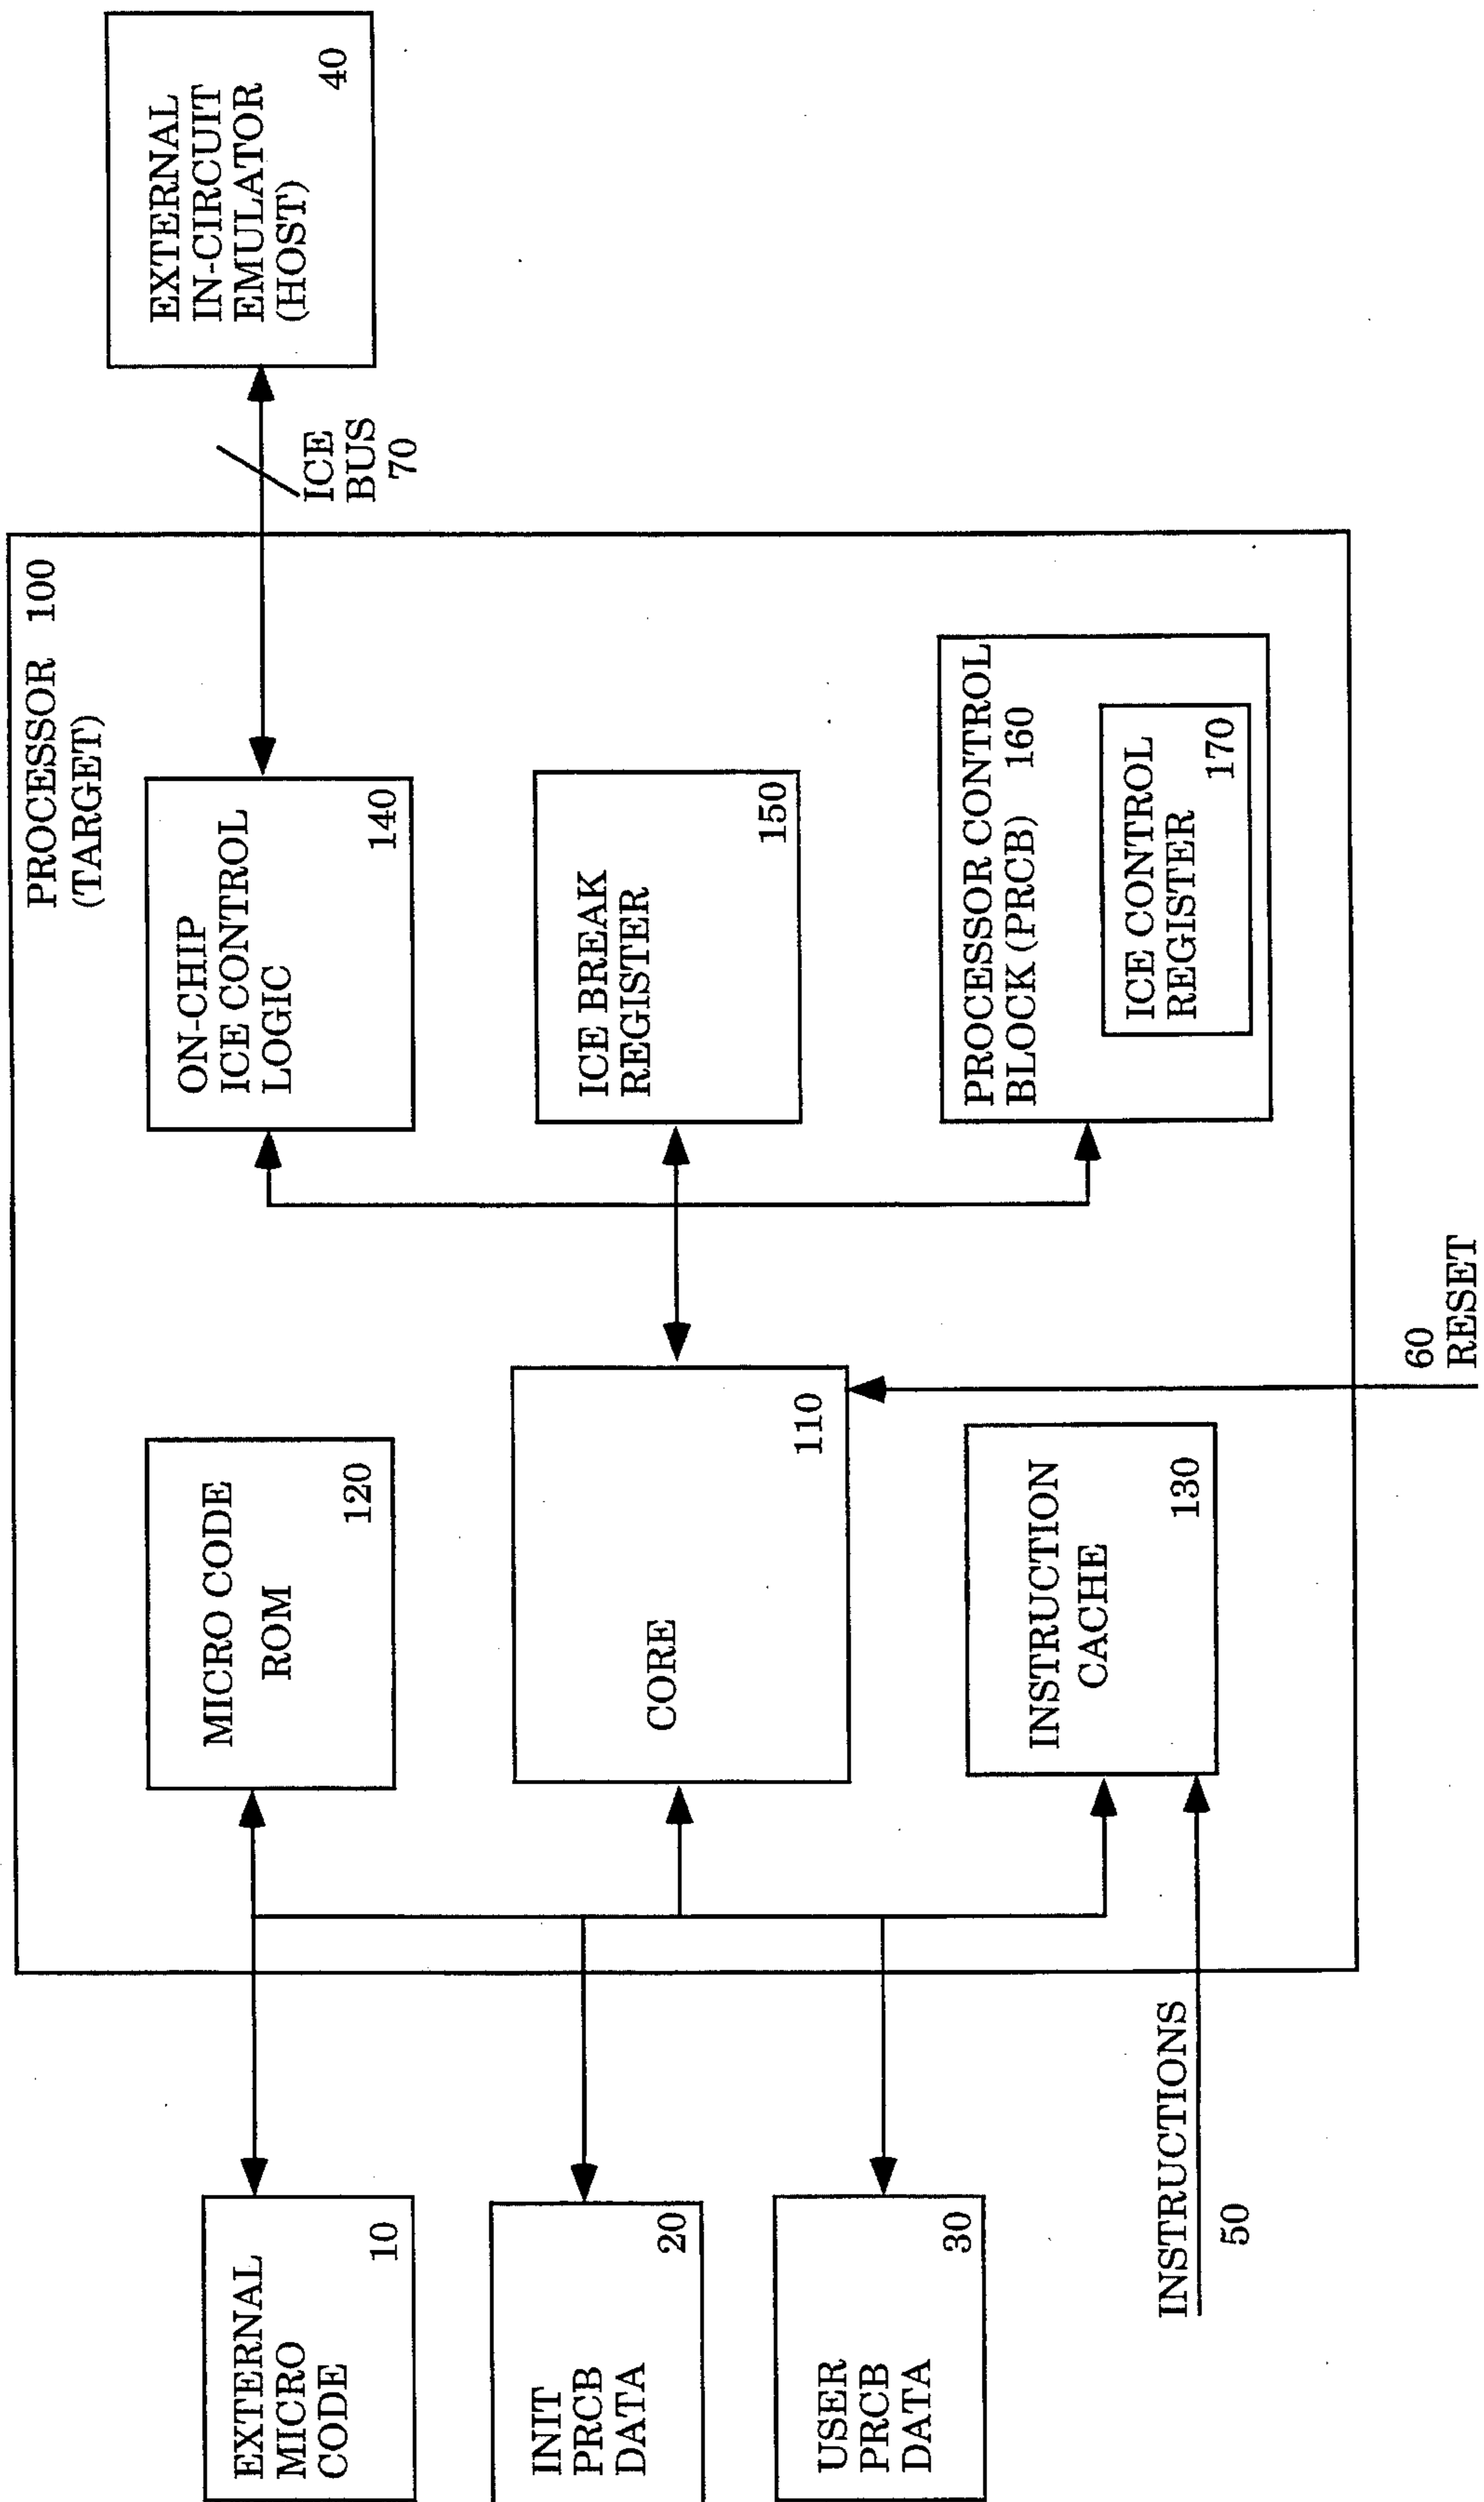 PROCESSOR 100
(TARGET)
EXTERNAL
MICRO
CODE
10
INIT
PRCB
DATA
20
USER
PRCB
DATA
30
INSTRUCTIONS
50
MICRO CODE
ROM
120
CORE
110
INSTRUCTION
CACHE
130
60
RESET
ON-CHIP
ICE CONTROL
LOGIC
140
ICE BREAK
REGISTER
150
PROCESSOR CONTROL
BLOCK (PRCB) 160
ICE CONTROL
REGISTER
170
ICE
BUS
70
EXTERNAL
IN-CIRCUIT
EMULATOR
(HOST)
40